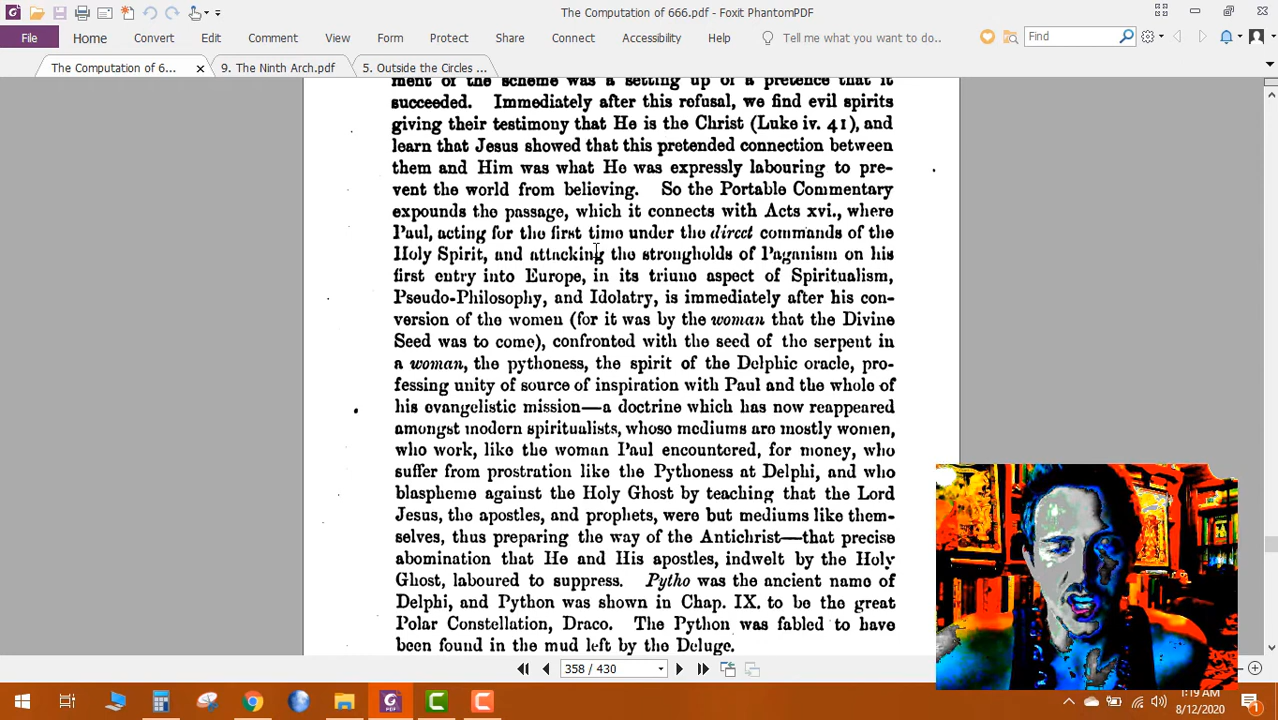 The Computation of 666.pdf - Foxit PhantomPDF
File Home Convert Edit Comment View Form Protect Share Connect Accessibility Help Tell me what you want to do.. Find
The Computation of 6... 9. The Ninth Arch.pdf 5. Outside the Circles ...
ment of the scheme was a setting up of a pretence that it
succeeded. Immediately after this refusal, we find evil spirits
giving their testimony that He is the Christ (Luke iv. 41), and
learn that Jesus showed that this pretended connection between
them and Him was what He was expressly labouring to pre-
vent the world from believing. So the Portable Commentary
expounds the passage, which it connects with Acts xvi., where
Paul, acting for the first time under the direct commands of the
Holy Spirit, and attacking the strongholds of Paganism on his
first entry into Europe, in its triune aspect of Spiritualism,
Pseudo-Philosophy, and Idolatry, is immediately after his con-
version of the women (for it was by the woman that the Divine
Seed was to come), confronted with the seed of the serpent in
a woman, the pythoness, the spirit of the Delphic oracle, pro-
fessing unity of source of inspiration with Paul and the whole of
his evangelistic mission—a doctrine which has now reappeared
amongst modern spiritualists, whose mediums are mostly women,
who work, like the woman Paul encountered, for money, who
suffer from prostration like the Pythoness at Delphi, and who
blaspheme against the Holy Ghost by teaching that the Lord
Jesus, the apostles, and prophets, were but mediums like them-
selves, thus preparing the way of the Antichrist—that precise
abomination that He and His apostles, indwelt by the Holy
Ghost, laboured to suppress. Pytho was the ancient name of
Delphi, and Python was shown in Chap. IX. to be the great
Polar Constellation, Draco. The Python was fabled to have
been found in the mud left by the Deluge.
358 / 430
1:19 AM
8/12/2020